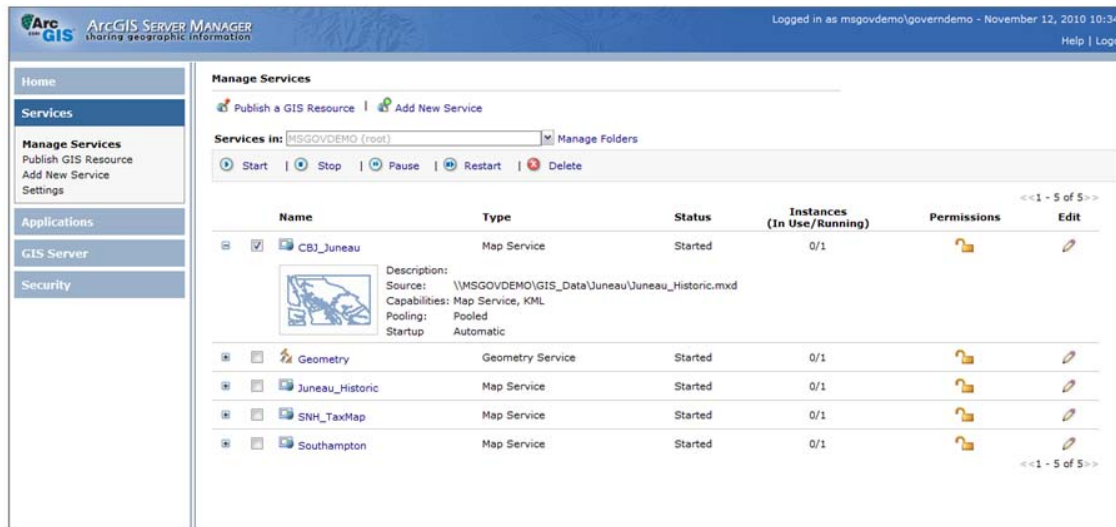 ArcGIS ArcGIS Server Manager
sharing geographic information
Logged in as msgovdemo\governdemo - November 12, 2010 10:34
Help | Logo
Home
Services
Manage Services
Publish GIS Resource
Add New Service
Settings
Applications
GIS Server
Security
Manage Services
Publish a GIS Resource | Add New Service
Services in: MSGOVDEMO (root) Manage Folders
Start | Stop | Pause | Restart | Delete
<<1 - 5 of 5>>
Name Type Status Instances (In Use/Running) Permissions Edit
CBJ_Juneau Map Service Started 0/1
Description:
Source: \\MSGOVDEMO\GIS_Data\Juneau\Juneau_Historic.mxd
Capabilities: Map Service, KML
Pooling: Pooled
Startup Automatic
Geometry Geometry Service Started 0/1
Juneau_Historic Map Service Started 0/1
SNH_TaxMap Map Service Started 0/1
Southampton Map Service Started 0/1
<<1 - 5 of 5>>